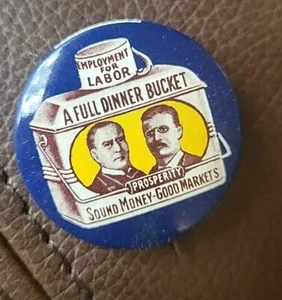 EMPLOYMENT
FOR
LABOR
A FULL DINNER BUCKET
PROSPERITY
SOUND MONEY-GOOD MARKETS